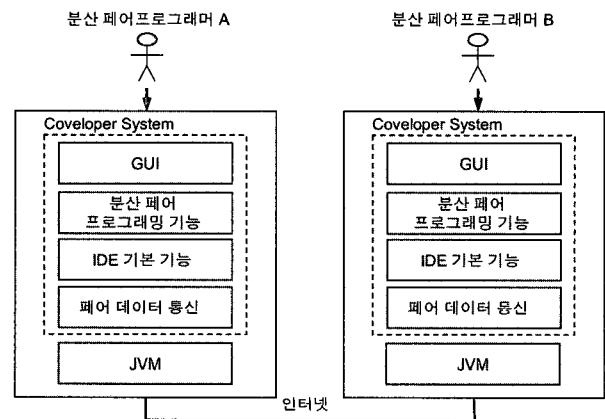 분산 페어프로그래머 A
분산 페어프로그래머 B
Coveloper System
GUI
분산 페어
프로그래밍 기능
IDE 기본 기능
페어 데이터 통신
JVM
Coveloper System
GUI
분산 페어
프로그래밍 기능
IDE 기본 기능
페어 데이터 통신
JVM
인터넷